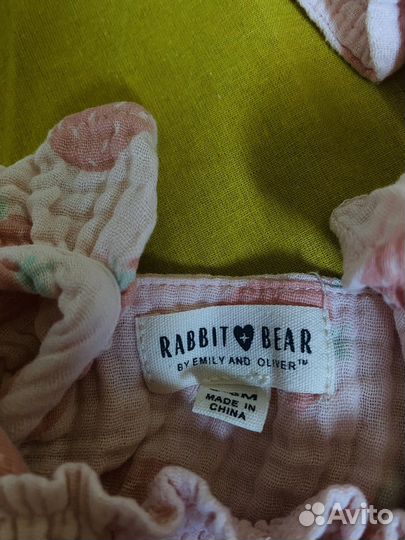 RABBIT + BEAR
BY EMILY AND OLIVER™
MADE IN
CHINA
Avito